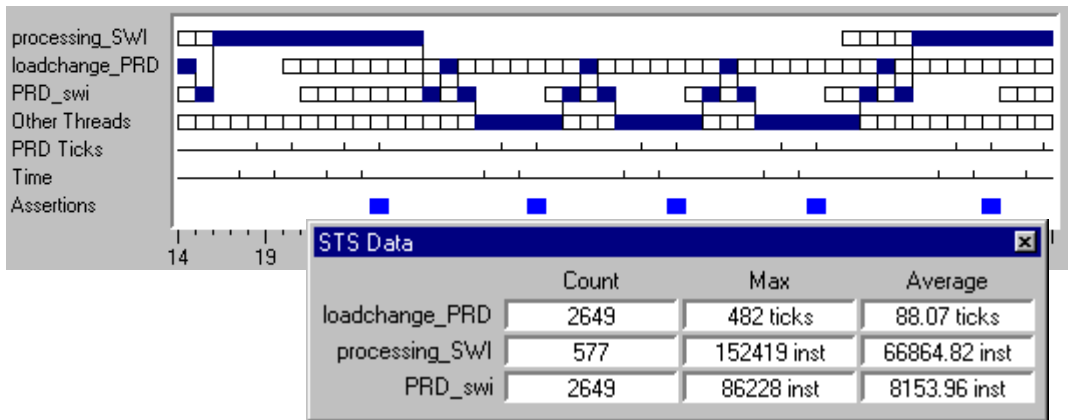 processing_SWI
loadchange_PRD
PRD_swi
Other Threads
PRD Ticks
Time
Assertions
14 19
STS Data
Count Max Average
loadchange_PRD 2649 482 ticks 88.07 ticks
processing_SWI 577 152419 inst 66864.82 inst
PRD_swi 2649 86228 inst 8153.96 inst